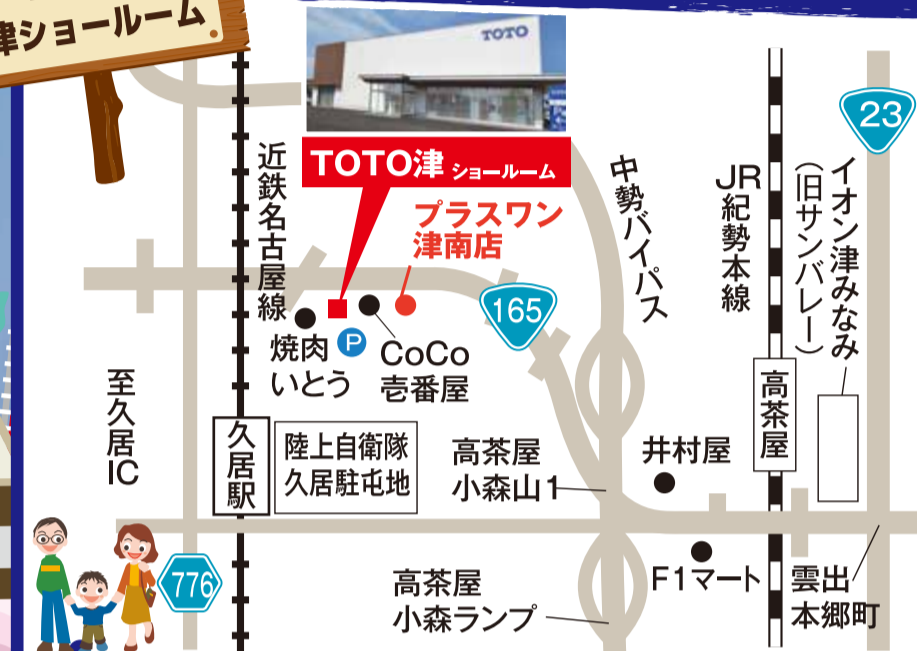 津ショールーム
TOTO
TOTO津 ショールーム
プラスワン
津南店
近鉄名古屋線
中勢バイパス
JR紀勢本線
23
イオン津みなみ
（旧サンバレー）
165
焼肉
いとう
P
CoCo
壱番屋
至久居IC
久居駅
陸上自衛隊
久居駐屯地
高茶屋
小森山1
井村屋
高茶屋
776
高茶屋
小森ランプ
F1マート
雲出
本郷町